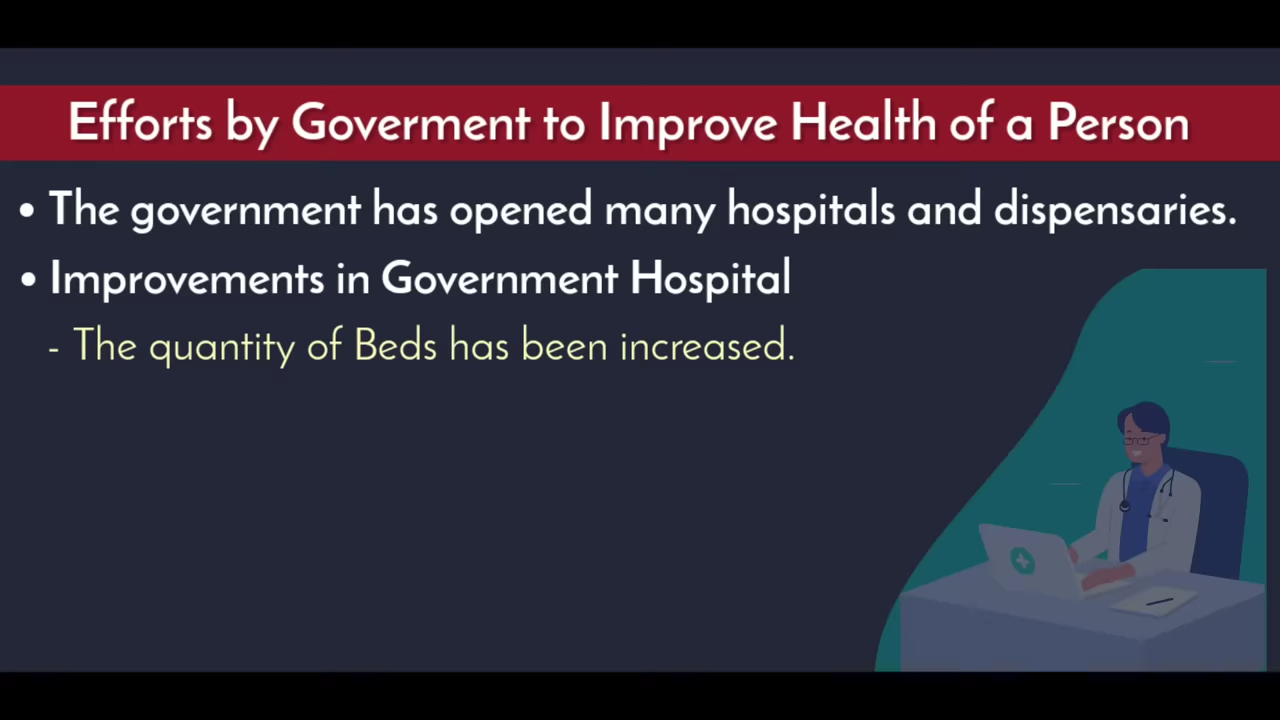 Efforts by Goverment to Improve Health of a Person
• The government has opened many hospitals and dispensaries.
• Improvements in Government Hospital
- The quantity of Beds has been increased.